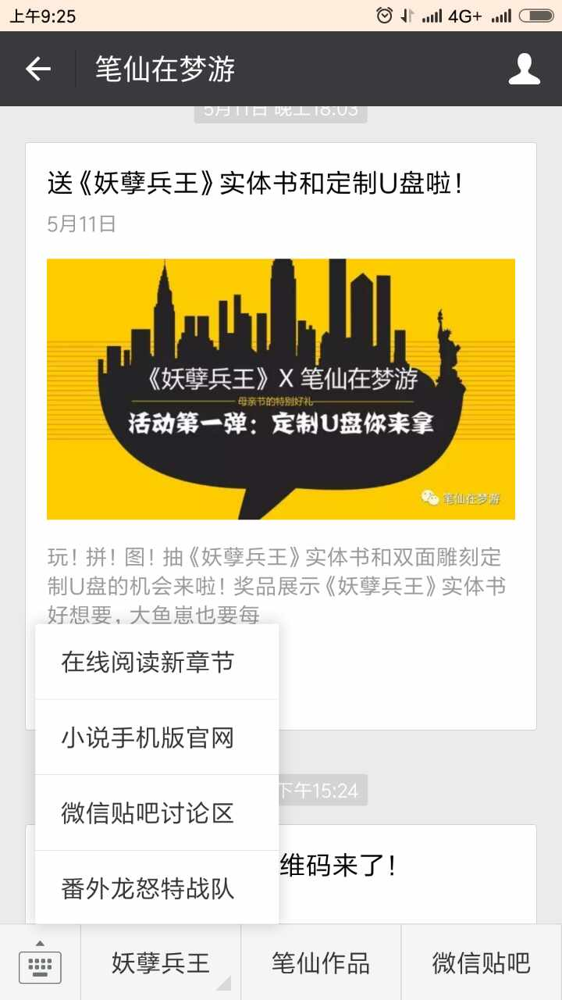 上午9:25
4G+
笔仙在梦游
5月11日 晚上18:03
送《妖孽兵王》实体书和定制U盘啦！
5月11日
《妖孽兵王》X 笔仙在梦游
母亲节的特别好礼
活动第一弹：定制U盘你来拿
笔仙在梦游
玩！拼！图！抽《妖孽兵王》实体书和双面雕刻定
制U盘的机会来啦！奖品展示《妖孽兵王》实体书
好想要，大鱼崽也要每
在线阅读新章节
小说手机版官网
下午15:24
微信贴吧讨论区
维码来了！
番外龙怒特战队
妖孽兵王
笔仙作品
微信贴吧